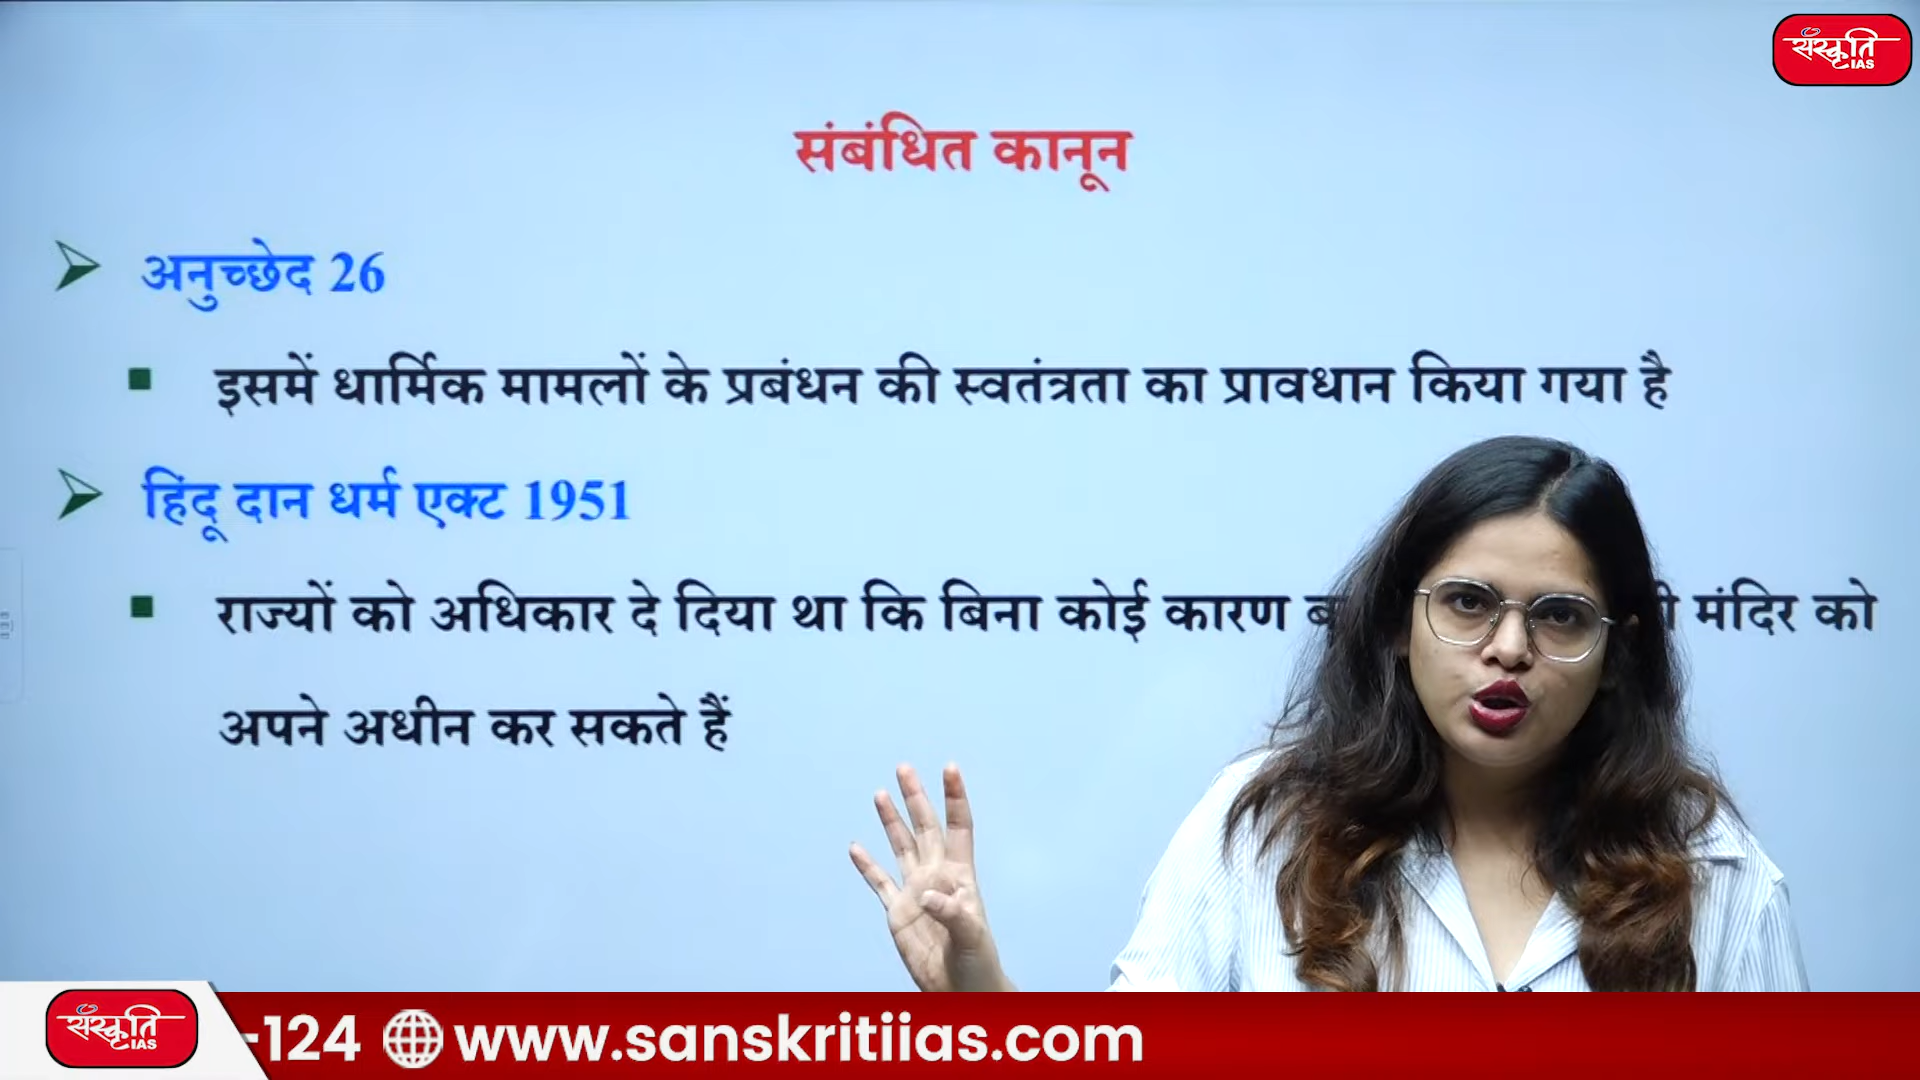 संस्कृति
IAS
संबंधित कानून
अनुच्छेद 26
इसमें धार्मिक मामलों के प्रबंधन की स्वतंत्रता का प्रावधान किया गया है
हिंदू दान धर्म एक्ट 1951
राज्यों को अधिकार दे दिया था कि बिना कोई कारण मंदिर को
अपने अधीन कर सकते हैं
संस्कृति
IAS
-124 www.sanskritiias.com